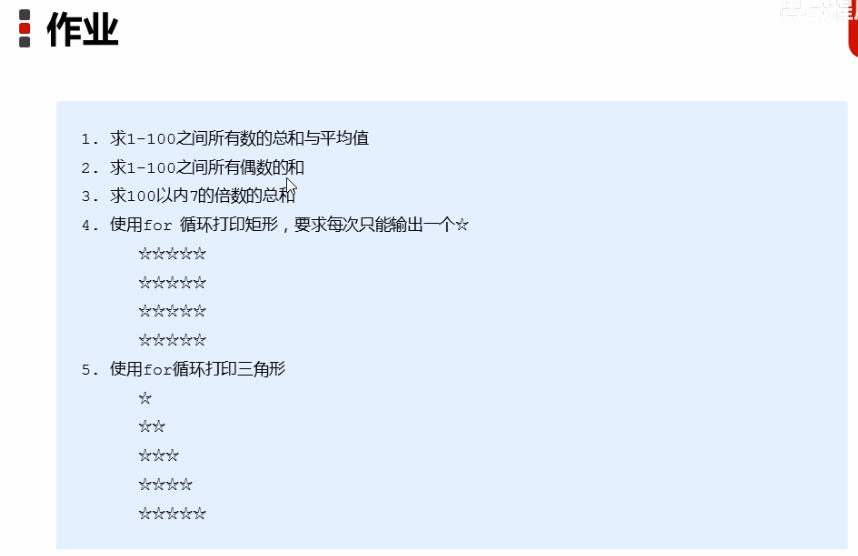 作业
1. 求1-100之间所有数的总和与平均值
2. 求1-100之间所有偶数的和
3. 求100以内7的倍数的总和
4. 使用for 循环打印矩形，要求每次只能输出一个☆
☆☆☆☆☆
☆☆☆☆☆
☆☆☆☆☆
☆☆☆☆☆
5. 使用for循环打印三角形
☆
☆☆
☆☆☆
☆☆☆☆
☆☆☆☆☆